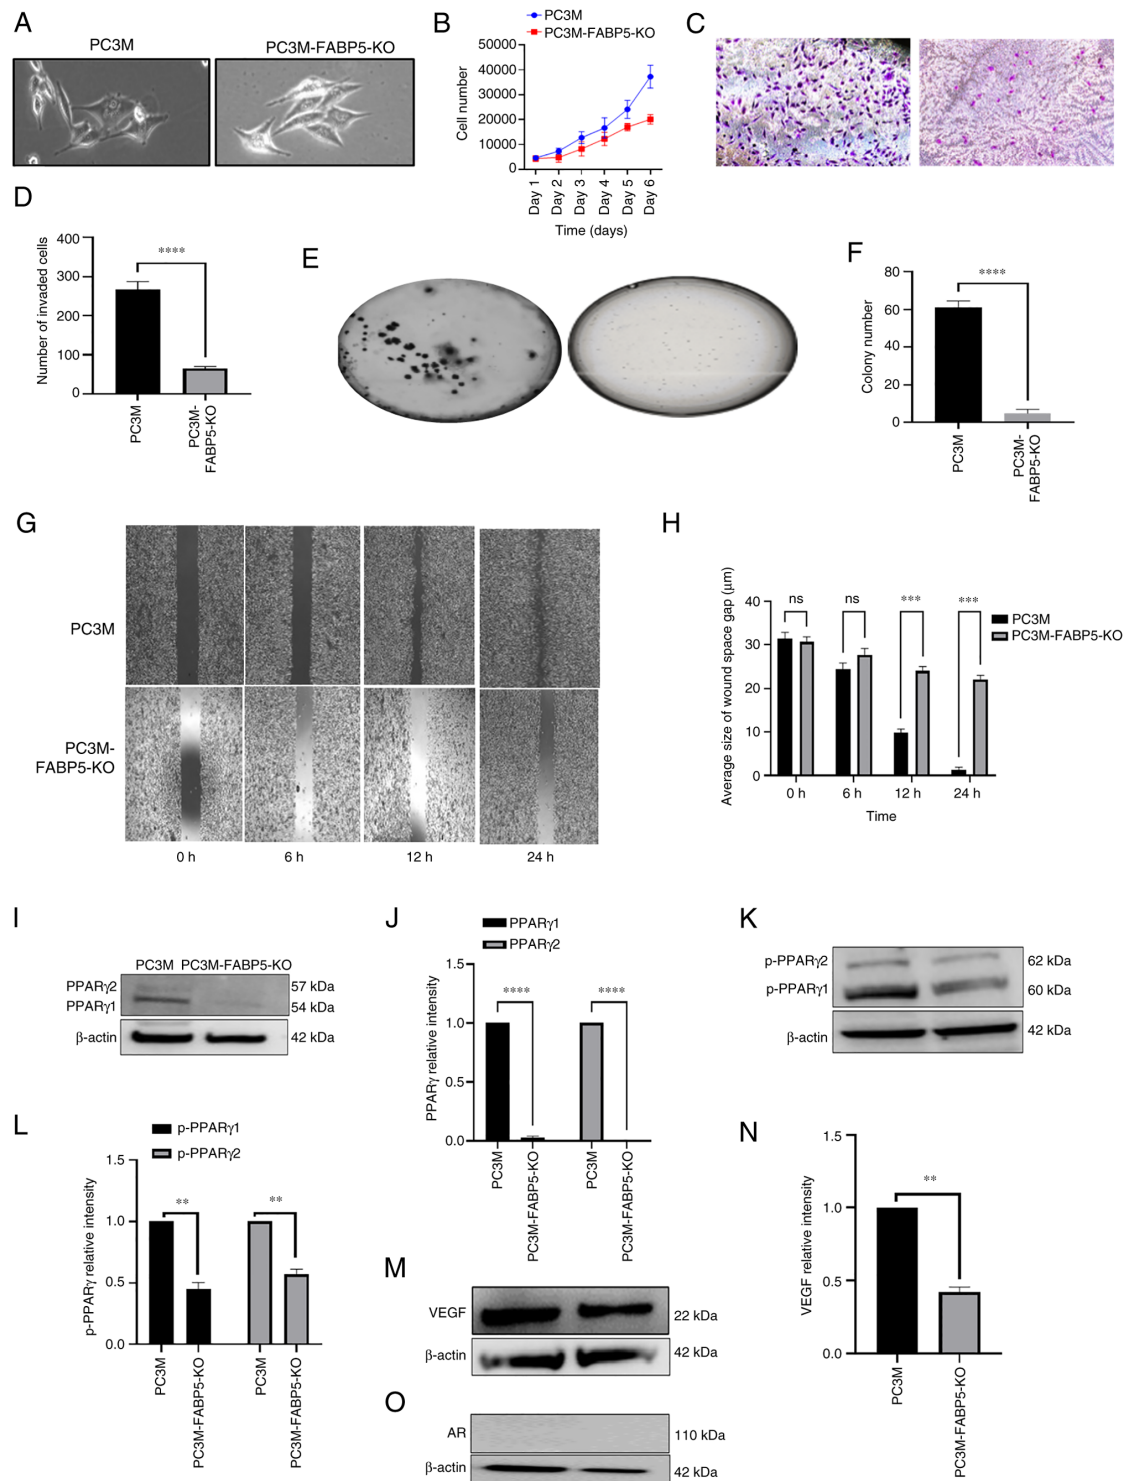 A
PC3M
PC3M-FABP5-KO
B
PC3M
PC3M-FABP5-KO
Cell number
50000
40000
30000
20000
10000
0
Day 1
Day 2
Day 3
Day 4
Day 5
Day 6
Time (days)
C
D
Number of invaded cells
400
300
200
100
0
****
PC3M
PC3M-
FABP5-KO
E
F
Colony number
80
60
40
20
0
****
PC3M
PC3M-
FABP5-KO
G
PC3M
PC3M-
FABP5-KO
0 h
6 h
12 h
24 h
H
Average size of wound space gap (μm)
40
30
20
10
0
ns
ns
***
***
PC3M
PC3M-FABP5-KO
0 h
6 h
12 h
24 h
Time
I
PC3M PC3M-FABP5-KO
PPARγ2
57 kDa
PPARγ1
54 kDa
β-actin
42 kDa
J
PPARγ1
PPARγ2
PPARγ relative intensity
1.5
1.0
0.5
0.0
****
****
PC3M
PC3M-FABP5-KO
PC3M
PC3M-FABP5-KO
K
p-PPARγ2
62 kDa
p-PPARγ1
60 kDa
β-actin
42 kDa
L
p-PPARγ1
p-PPARγ2
p-PPARγ relative intensity
1.5
1.0
0.5
0.0
**
**
PC3M
PC3M-FABP5-KO
PC3M
PC3M-FABP5-KO
M
VEGF
22 kDa
β-actin
42 kDa
N
VEGF relative intensity
1.5
1.0
0.5
0.0
**
PC3M
PC3M-FABP5-KO
O
AR
110 kDa
β-actin
42 kDa